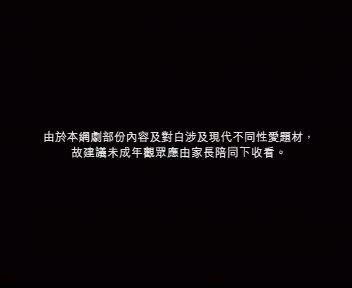 由於本網劇部份內容及對白涉及現代不同性愛題材，
故建議未成年觀眾應由家長陪同下收看。